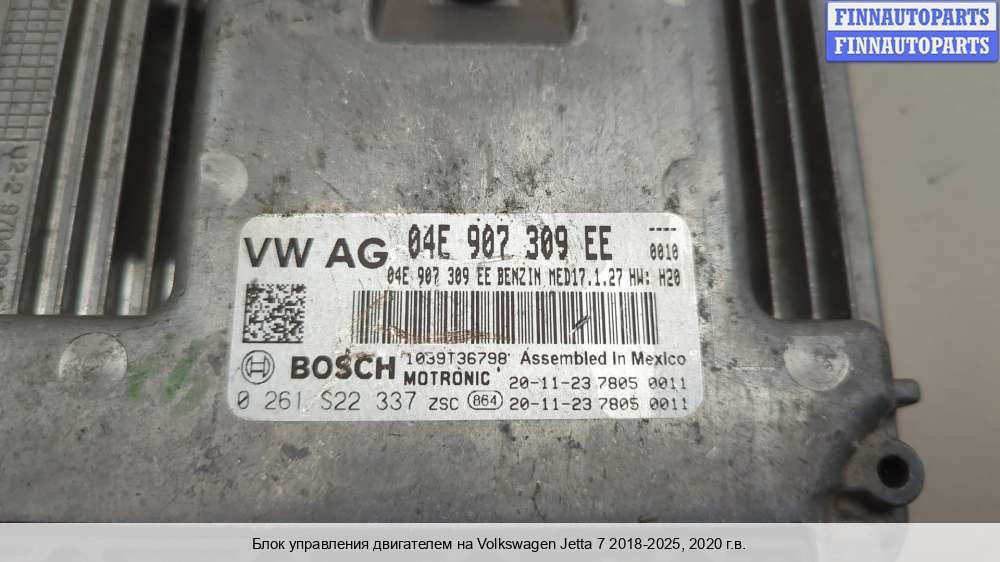 FINNAUTOPARTS
FINNAUTOPARTS
VW AG 04E 907 309 EE ----
0010
04E 907 309 EE BENZIN MED17.1.27 HW: H20
BOSCH 1039T36798 Assembled In Mexico
MOTRONIC 20-11-23 7805 0011
0 261 S22 337 ZSC 864 20-11-23 7805 0011
Блок управления двигателем на Volkswagen Jetta 7 2018-2025, 2020 г.в.